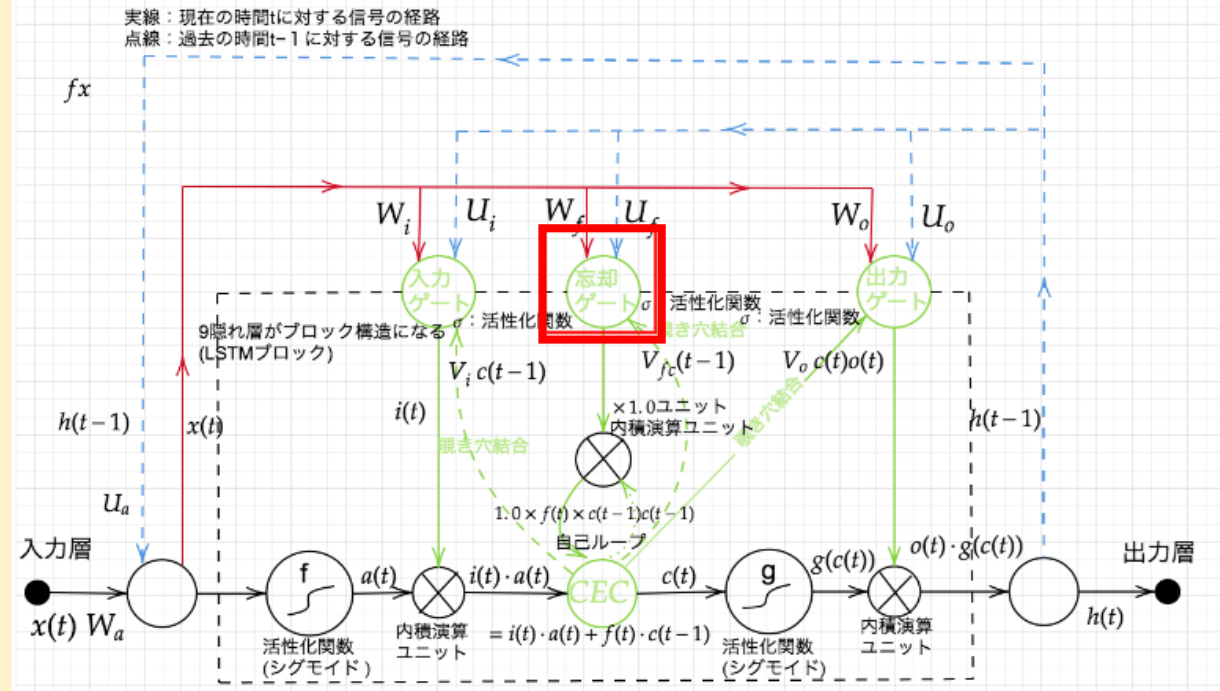 実線：現在の時間tに対する信号の経路
点線：過去の時間t−１に対する信号の経路
fx
W_i
U_i
W_f
U_f
W_o
U_o
入力
ゲート
忘却
ゲート
出力
ゲート
σ：活性化関数
σ：活性化関数
σ：活性化関数
9隠れ層がブロック構造になる
(LSTMブロック)
覗き穴結合
V_i c(t−1)
V_fc(t−1)
V_o c(t)o(t)
h(t−1)
x(t)
i(t)
×1.0ユニット
内積演算ユニット
覗き穴結合
覗き穴結合
h(t−1)
U_a
1.0×f(t)×c(t−1)c(t−1)
自己ループ
入力層
f
a(t)
i(t)·a(t)
CEC
c(t)
g
g(c(t))
o(t)·g(c(t))
出力層
x(t) W_a
h(t)
活性化関数
(シグモイド )
内積演算
ユニット
=i(t)·a(t)+f(t)·c(t−1)
活性化関数
(シグモイド)
内積演算
ユニット